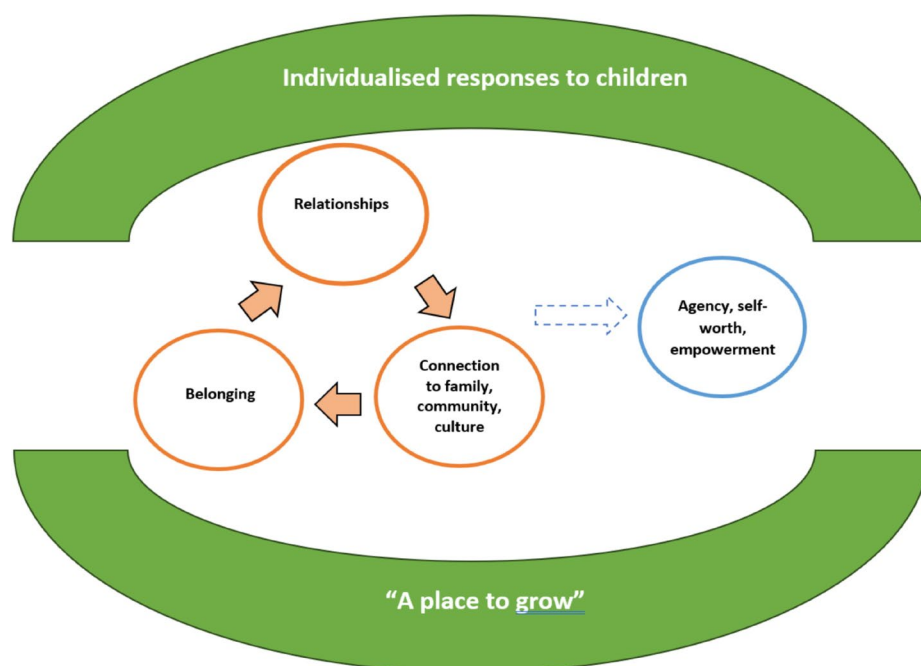 Individualised responses to children
Relationships
Agency, self-
worth,
empowerment
Connection
to family,
community,
culture
Belonging
“A place to grow”